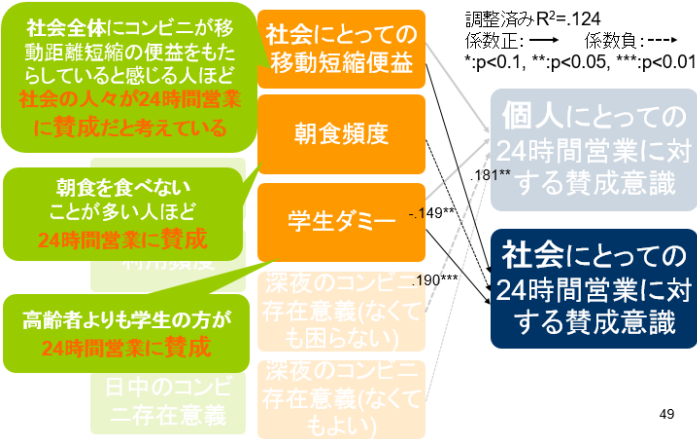 社会全体にコンビニが移
動距離短縮の便益をもた
らしていると感じる人ほど
社会の人々が24時間営業
に賛成だと考えている
朝食を食べない
ことが多い人ほど
24時間営業に賛成
利用頻度
高齢者よりも学生の方が
24時間営業に賛成
日中のコンビ
ニ存在意義
社会にとっての
移動短縮便益
朝食頻度
学生ダミー
深夜のコンビニ
存在意義(なくて
も困らない)
深夜のコンビニ
存在意義(なくて
もよい)
調整済みR²=.124
係数正: 係数負:
*:p<0.1, **:p<0.05, ***:p<0.01
.181**
-.149**
.190***
個人にとっての
24時間営業に対
する賛成意識
社会にとっての
24時間営業に対
する賛成意識
49